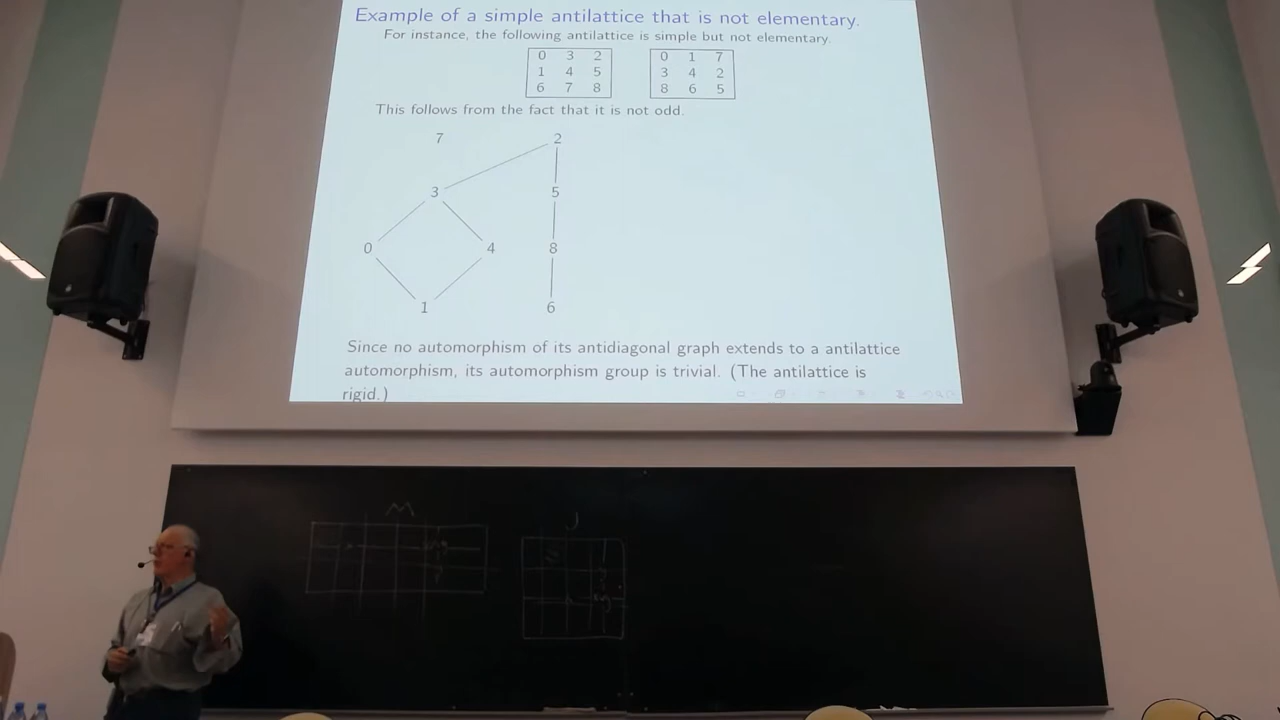 Example of a simple antilattice that is not elementary.
For instance, the following antilattice is simple but not elementary.
0 3 2
1 4 5
6 7 8
0 1 7
3 4 2
8 6 5
This follows from the fact that it is not odd.
7 2
3 5
0 4 8
1 6
Since no automorphism of its antidiagonal graph extends to a antilattice
automorphism, its automorphism group is trivial. (The antilattice is
rigid.)
M
J